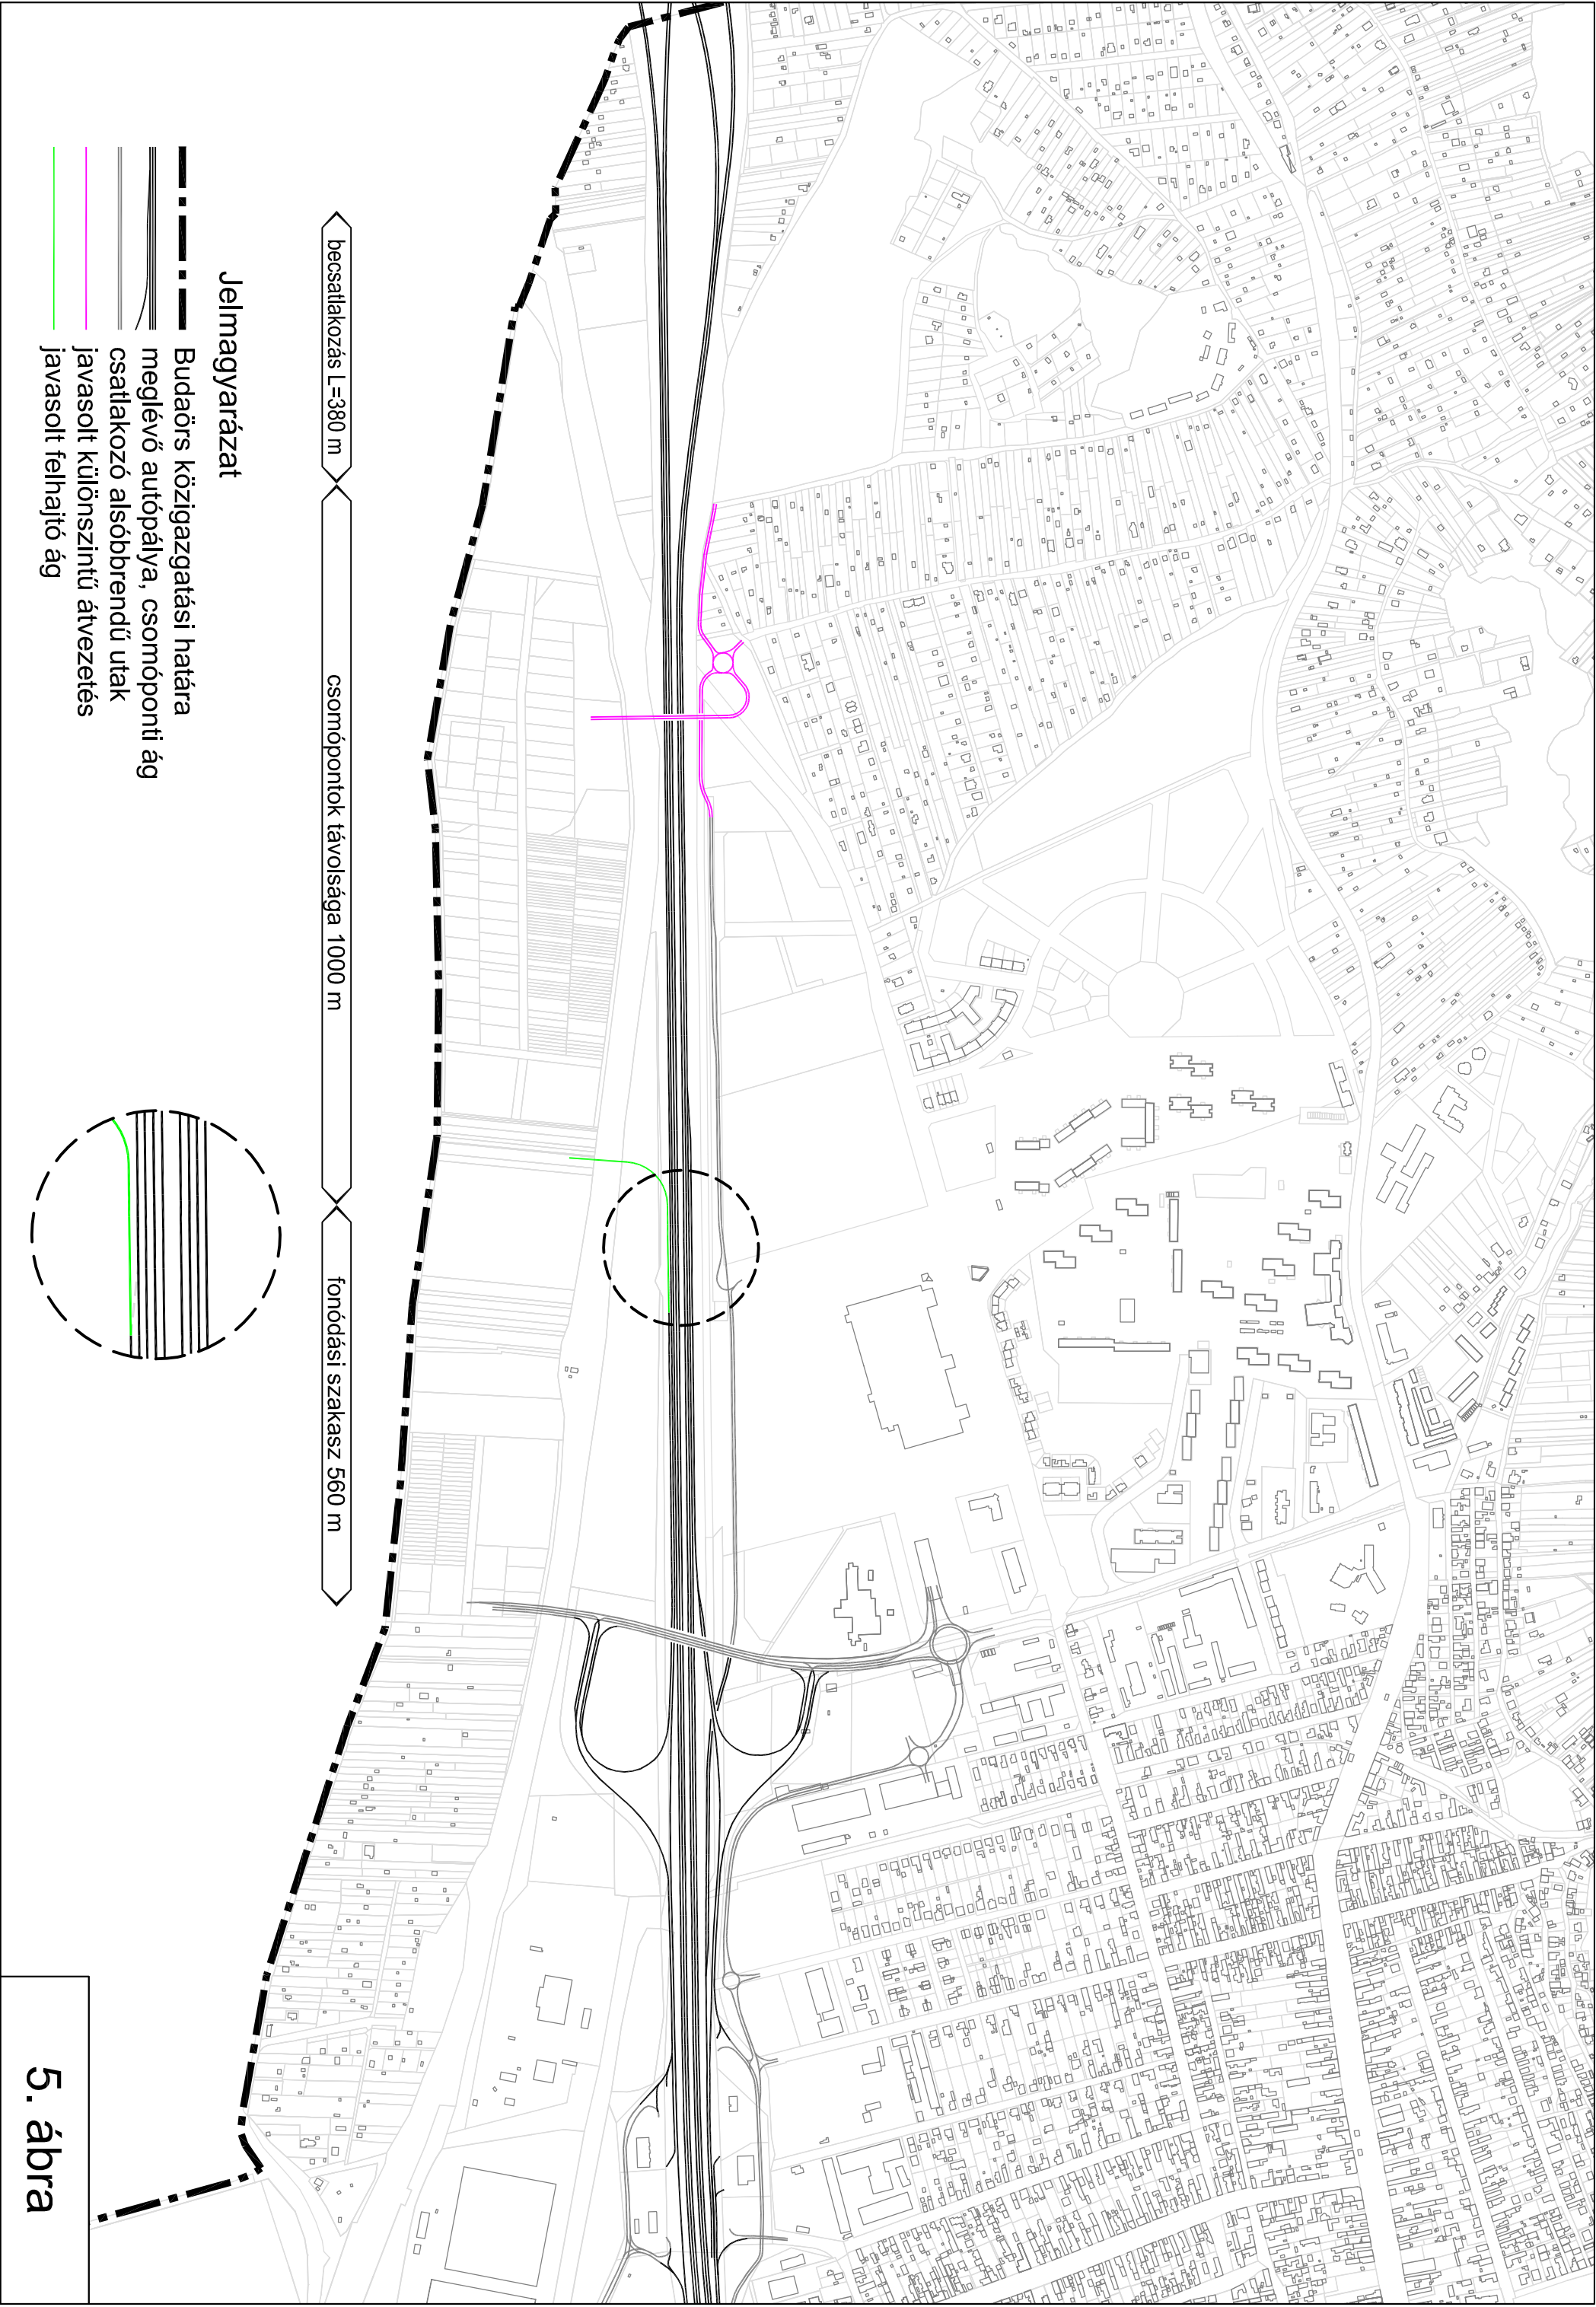 becsatlakozás L=380 m
csomópontok távolsága 1000 m
fonódási szakasz 560 m
Jelmagyarázat
Budaörs közigazgatási határa
meglévő autópálya, csomóponti ág
csatlakozó alsóbbrendű utak
javasolt különszintű átvezetés
javasolt felhajtó ág
5. ábra